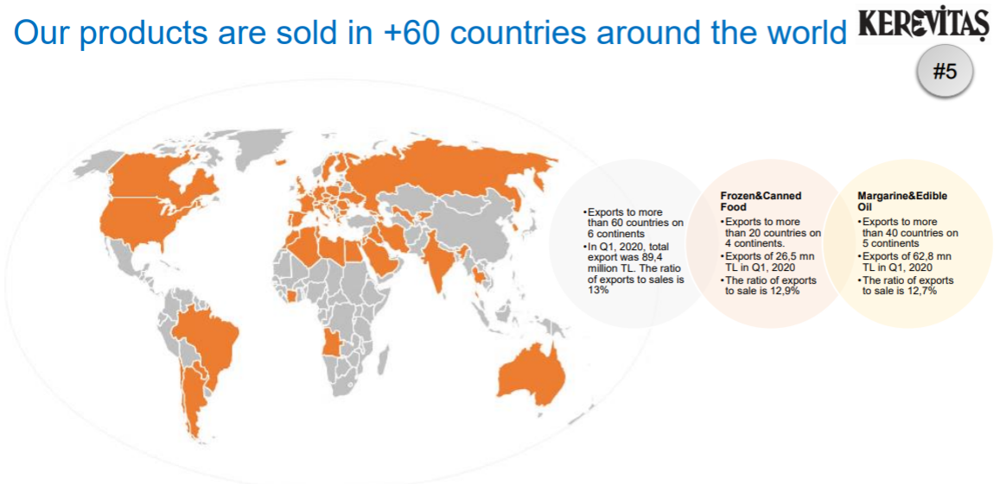 Our products are sold in +60 countries around the world
KEREVİTAŞ
#5
•Exports to more
than 60 countries on
6 continents
•In Q1, 2020, total
export was 89,4
million TL. The ratio
of exports to sales is
13%
Frozen&Canned
Food
•Exports to more
than 20 countries on
4 continents.
•Exports of 26,5 mn
TL in Q1, 2020
•The ratio of exports
to sale is 12,9%
Margarine&Edible
Oil
•Exports to more
than 40 countries on
5 continents
•Exports of 62,8 mn
TL in Q1, 2020
•The ratio of exports
to sale is 12,7%